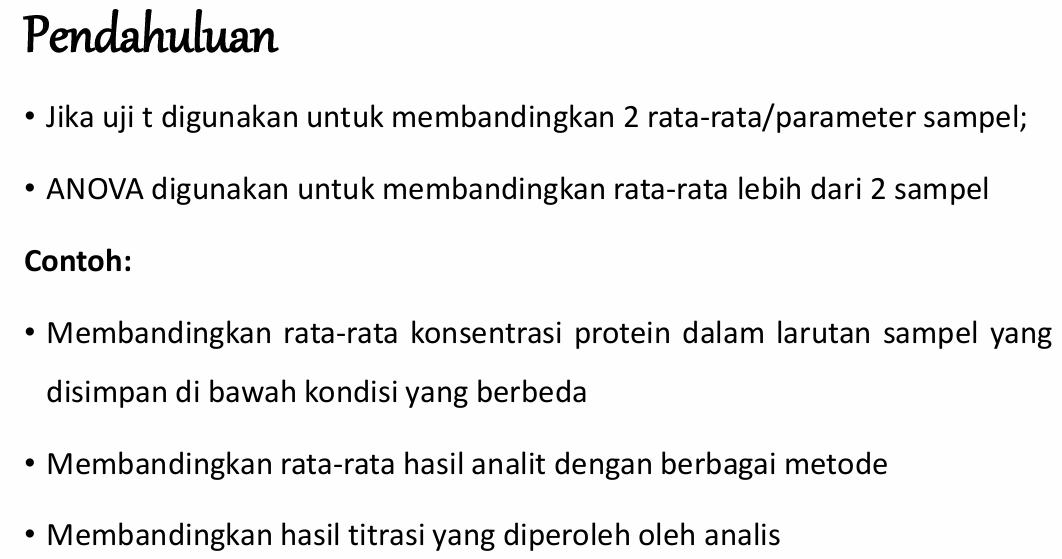 Pendahuluan
• Jika uji t digunakan untuk membandingkan 2 rata-rata/parameter sampel;
• ANOVA digunakan untuk membandingkan rata-rata lebih dari 2 sampel
Contoh:
• Membandingkan rata-rata konsentrasi protein dalam larutan sampel yang
disimpan di bawah kondisi yang berbeda
• Membandingkan rata-rata hasil analit dengan berbagai metode
• Membandingkan hasil titrasi yang diperoleh oleh analis